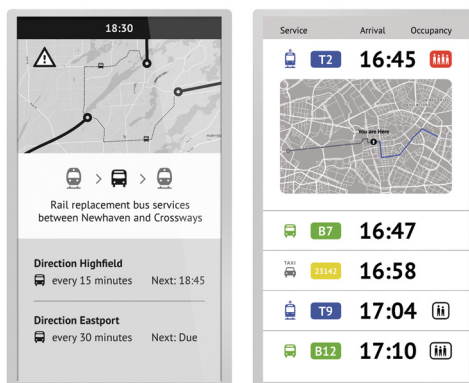 18:30
Rail replacement bus services
between Newhaven and Crossways
Direction Highfield
every 15 minutes Next: 18:45
Direction Eastport
every 30 minutes Next: Due
Service Arrival Occupancy
T2 16:45
You are Here
B7 16:47
TAXI
25142 16:58
T9 17:04
B12 17:10